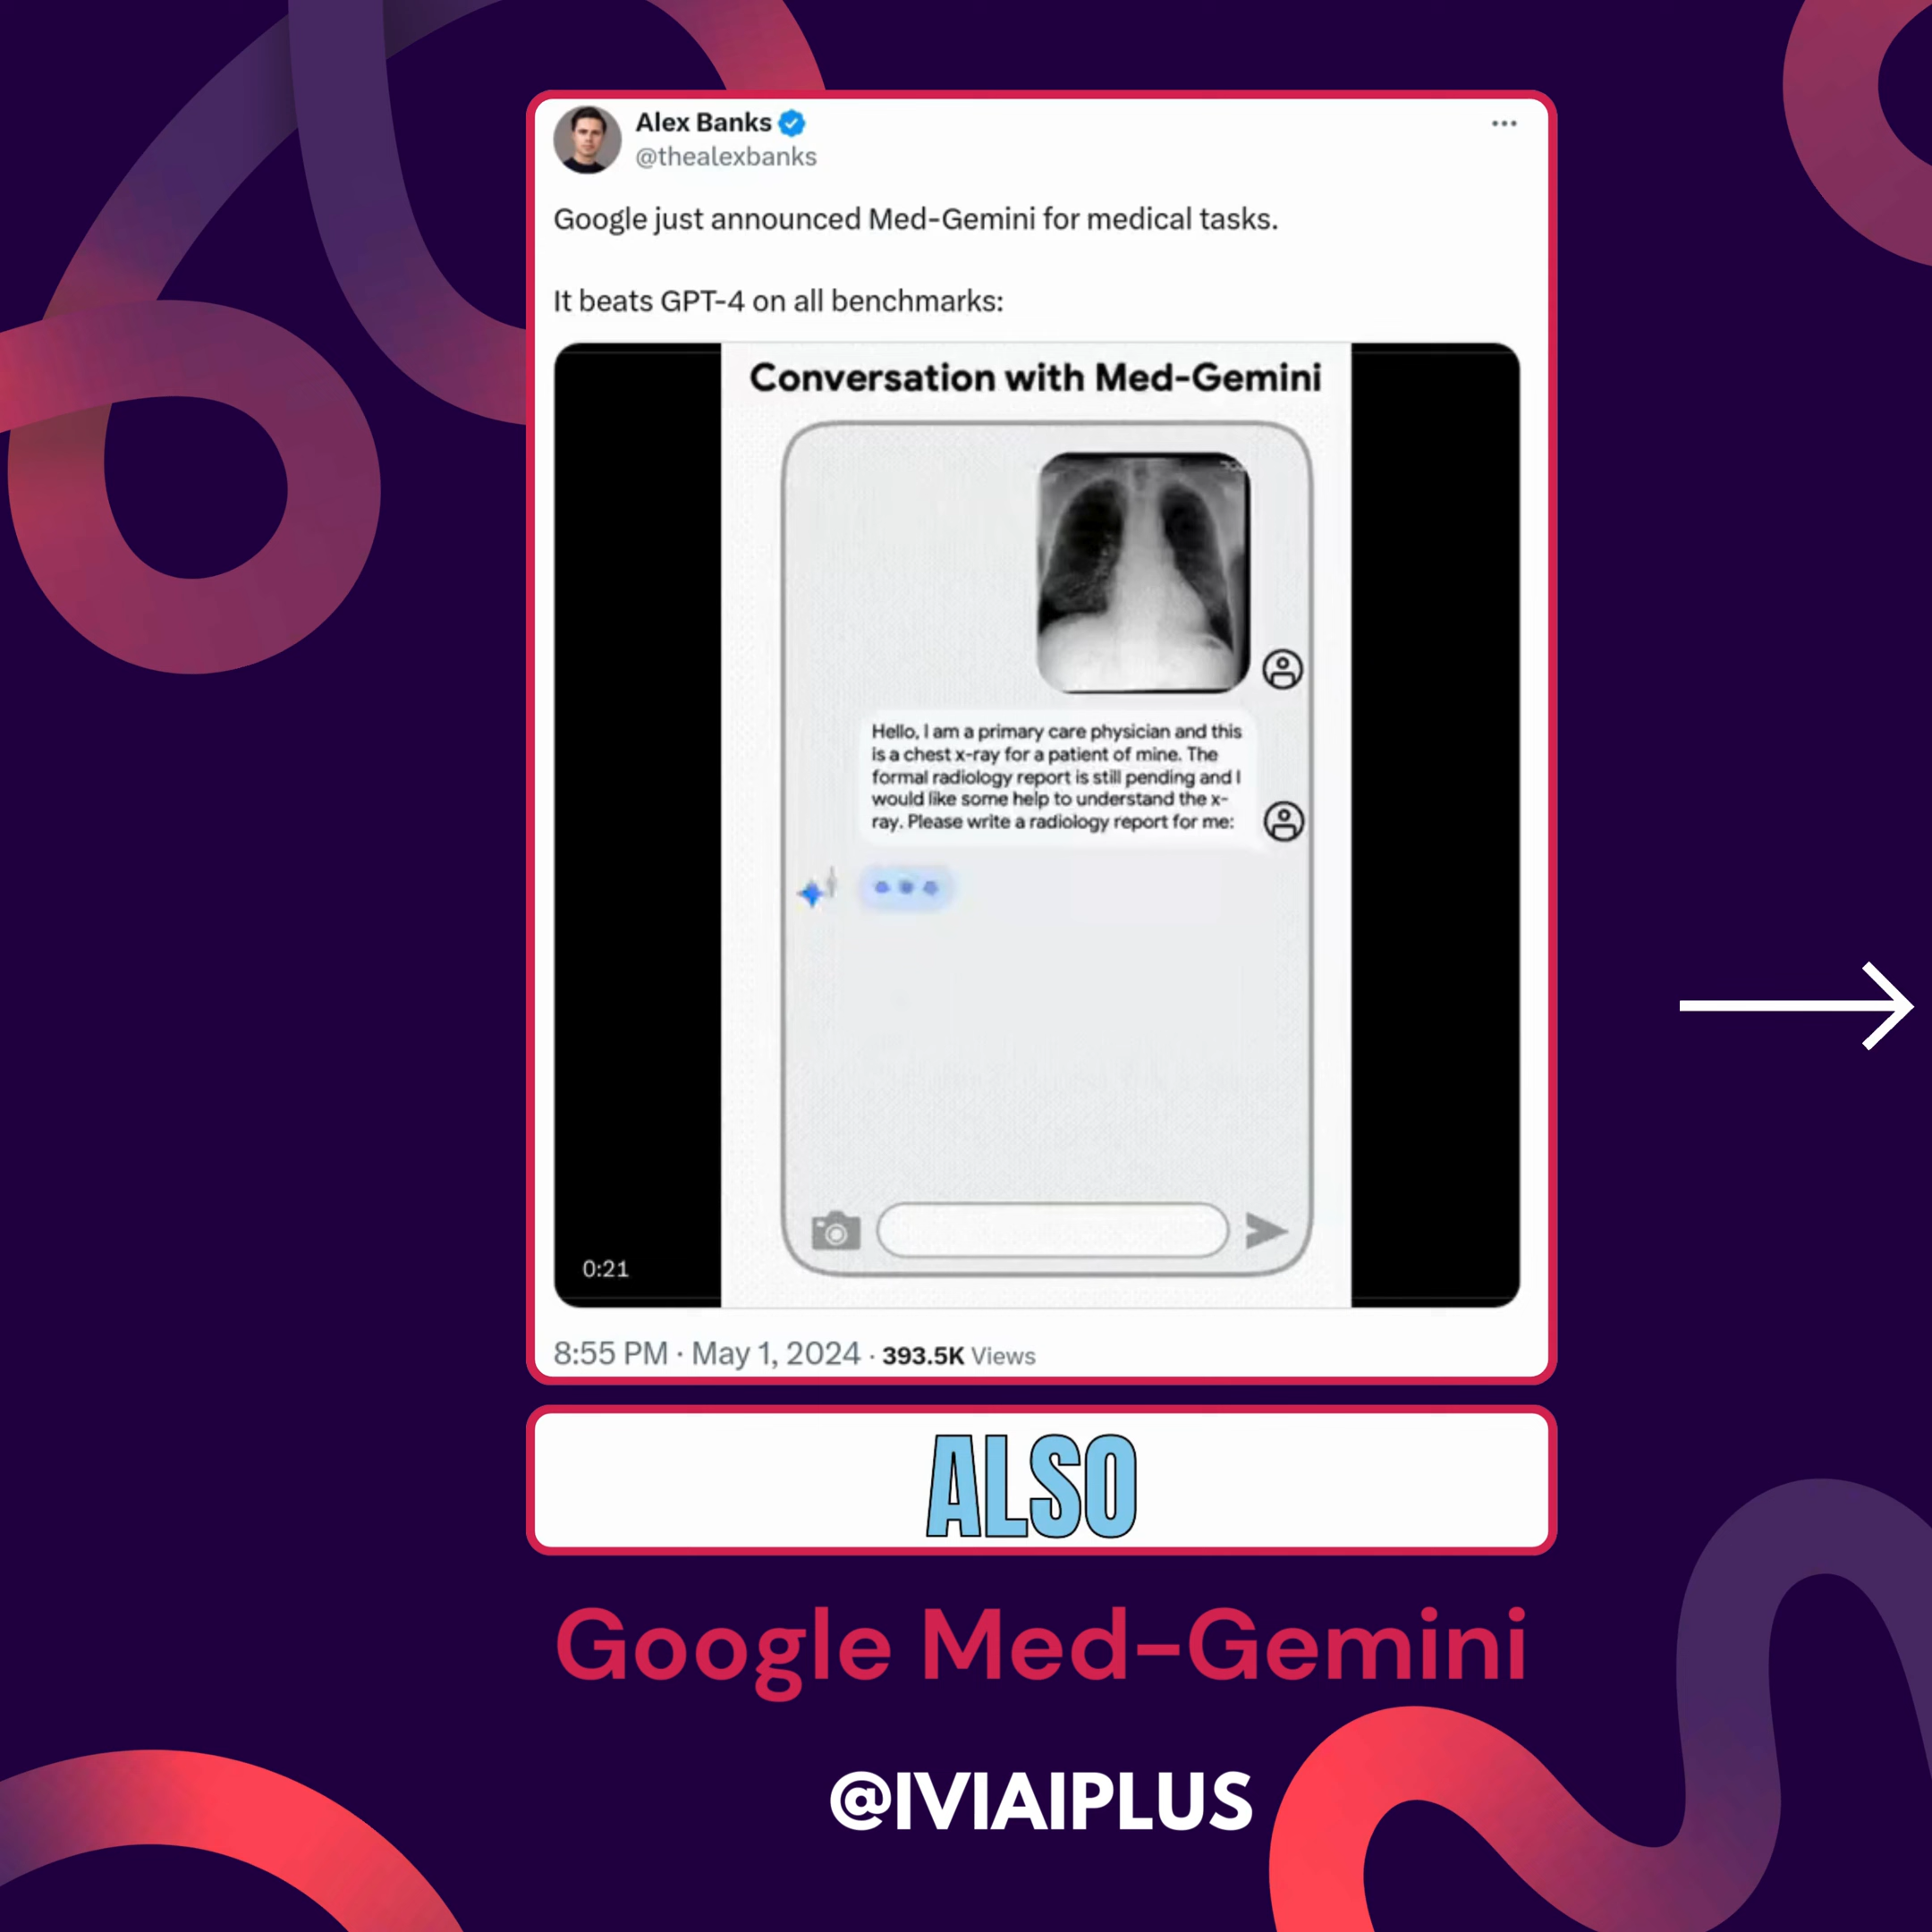 Alex Banks
@thealexbanks
Google just announced Med-Gemini for medical tasks.
It beats GPT-4 on all benchmarks:
Conversation with Med-Gemini
Hello, I am a primary care physician and this
is a chest x-ray for a patient of mine. The
formal radiology report is still pending and I
would like some help to understand the x-
ray. Please write a radiology report for me:
0:21
8:55 PM · May 1, 2024 · 393.5K Views
ALSO
Google Med-Gemini
@IVIAIPLUS